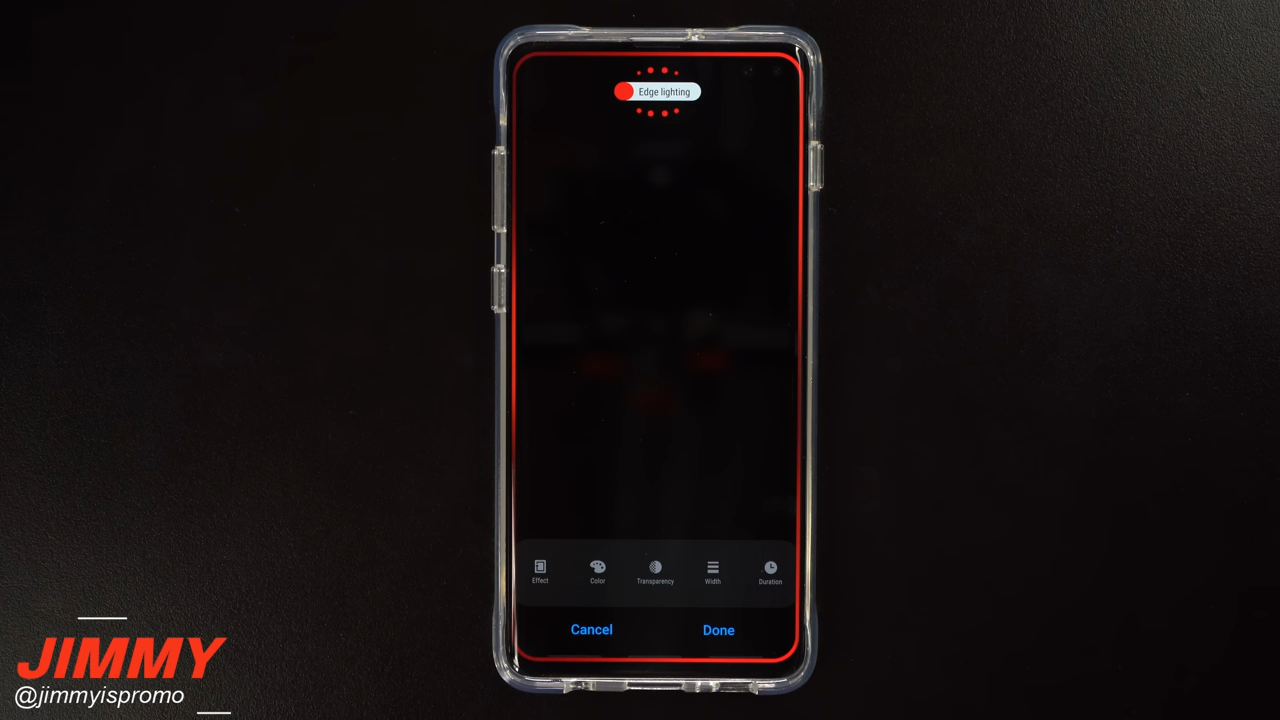 Edge lighting
Effect
Color
Transparency
Width
Duration
Cancel
Done
JIMMY
@jimmyispromo